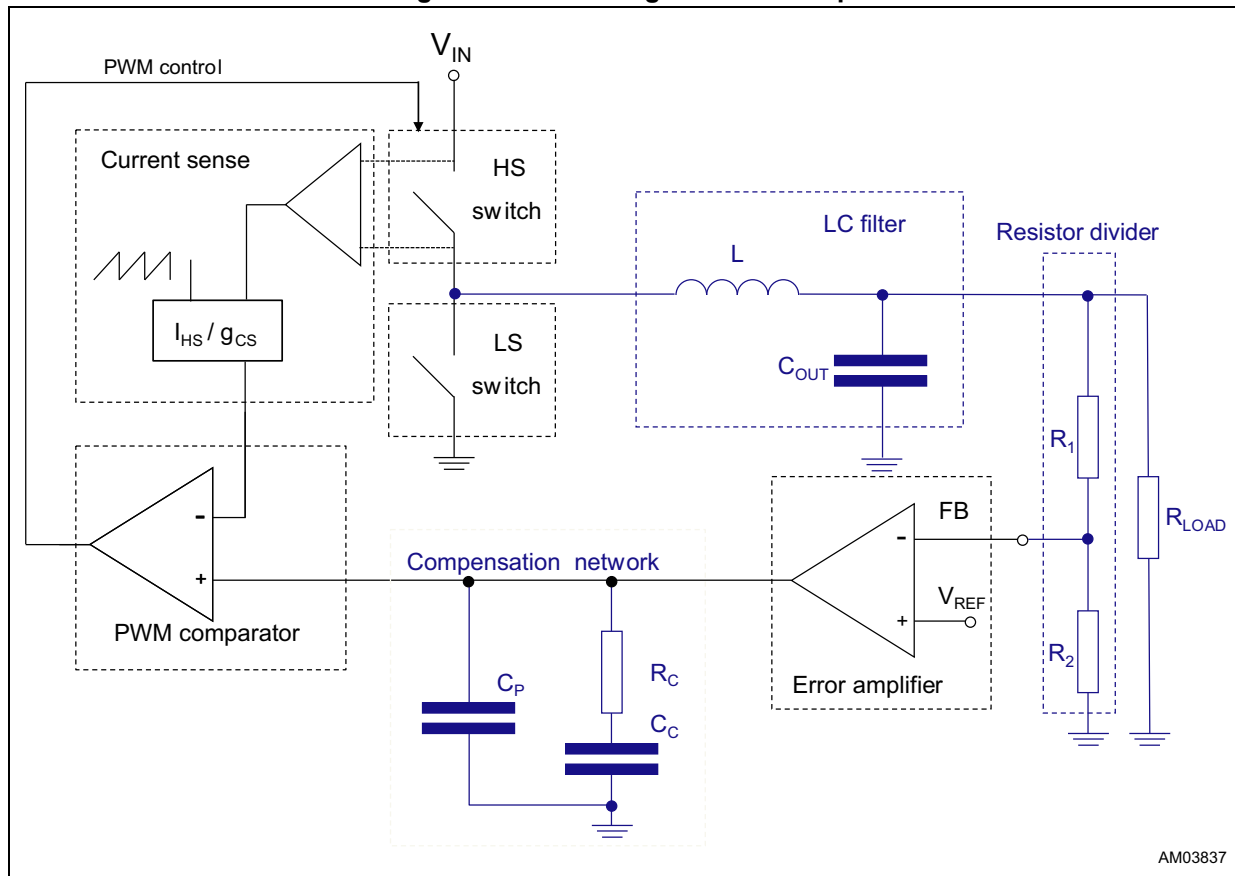 V_IN
PWM control
Current sense
HS
switch
LC filter
Resistor divider
L
I_HS / g_CS
LS
switch
C_OUT
R_1
FB
R_LOAD
-
-
Compensation network
V_REF
+
+
PWM comparator
R_2
C_P
R_C
Error amplifier
C_C
AM03837